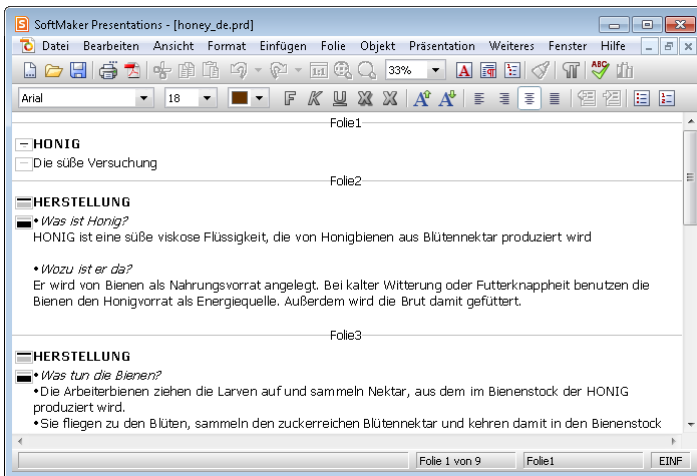 SoftMaker Presentations - [honey_de.prd]
Datei Bearbeiten Ansicht Format Einfügen Folie Objekt Präsentation Weiteres Fenster Hilfe
33%
Arial 18 F K U X X A A
Folie1
HONIG
Die süße Versuchung
Folie2
HERSTELLUNG
•Was ist Honig?
HONIG ist eine süße viskose Flüssigkeit, die von Honigbienen aus Blütennektar produziert wird
•Wozu ist er da?
Er wird von Bienen als Nahrungsvorrat angelegt. Bei kalter Witterung oder Futterknappheit benutzen die
Bienen den Honigvorrat als Energiequelle. Außerdem wird die Brut damit gefüttert.
Folie3
HERSTELLUNG
•Was tun die Bienen?
•Die Arbeiterbienen ziehen die Larven auf und sammeln Nektar, aus dem im Bienenstock der HONIG
produziert wird.
•Sie fliegen zu den Blüten, sammeln den zuckerreichen Blütennektar und kehren damit in den Bienenstock
Folie 1 von 9 Folie1 EINF